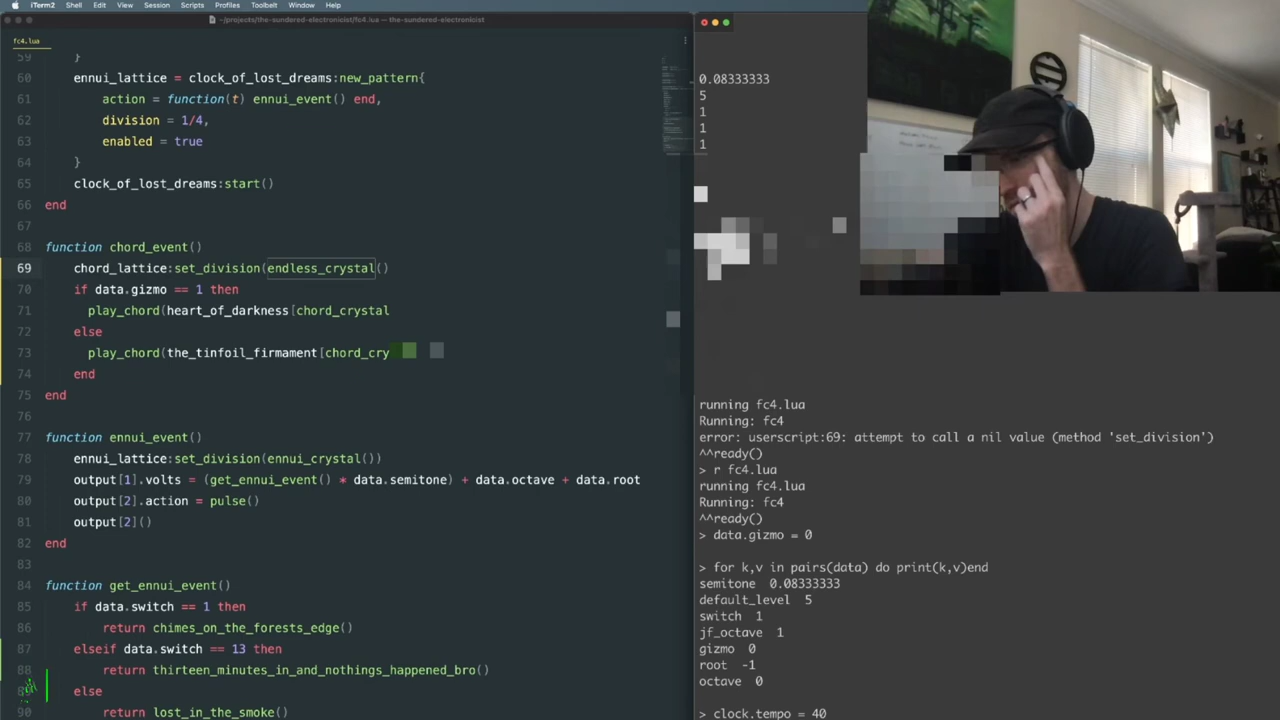 iTerm2 Shell Edit View Session Scripts Profiles Toolbelt Window Help
~/projects/the-sundered-electronicist/fc4.lua — the-sundered-electronicist
fc4.lua
59 }
60 ennui_lattice = clock_of_lost_dreams:new_pattern{
61 action = function(t) ennui_event() end,
62 division = 1/4,
63 enabled = true
64 }
65 clock_of_lost_dreams:start()
66 end
67
68 function chord_event()
69 chord_lattice:set_division(endless_crystal()
70 if data.gizmo == 1 then
71 play_chord(heart_of_darkness[chord_crystal
72 else
73 play_chord(the_tinfoil_firmament[chord_cry
74 end
75 end
76
77 function ennui_event()
78 ennui_lattice:set_division(ennui_crystal())
79 output[1].volts = (get_ennui_event() * data.semitone) + data.octave + data.root
80 output[2].action = pulse()
81 output[2]()
82 end
83
84 function get_ennui_event()
85 if data.switch == 1 then
86 return chimes_on_the_forests_edge()
87 elseif data.switch == 13 then
88 return thirteen_minutes_in_and_nothings_happened_bro()
else
90 return lost_in_the_smoke()
0.08333333
5
1
1
1
running fc4.lua
Running: fc4
error: userscript:69: attempt to call a nil value (method 'set_division')
^^ready()
> r fc4.lua
running fc4.lua
Running: fc4
^^ready()
> data.gizmo = 0
> for k,v in pairs(data) do print(k,v)end
semitone 0.08333333
default_level 5
switch 1
jf_octave 1
gizmo 0
root -1
octave 0
> clock.tempo = 40